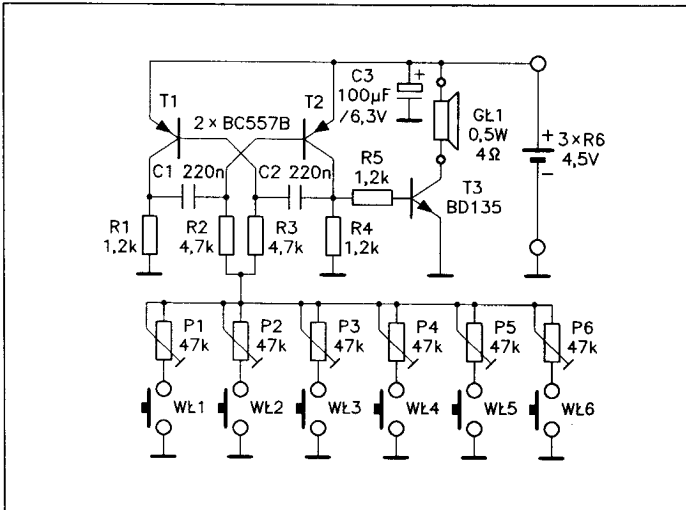 C3
+
T1
T2
100µF
2×BC557B
/6,3V
GŁ1
0,5W
4Ω
+
3×R6
4,5V
−
C1 220n
C2 220n
R5
1,2k
T3
BD135
R1
1,2k
R2
4,7k
R3
4,7k
R4
1,2k
P1
47k
P2
47k
P3
47k
P4
47k
P5
47k
P6
47k
WŁ1
WŁ2
WŁ3
WŁ4
WŁ5
WŁ6